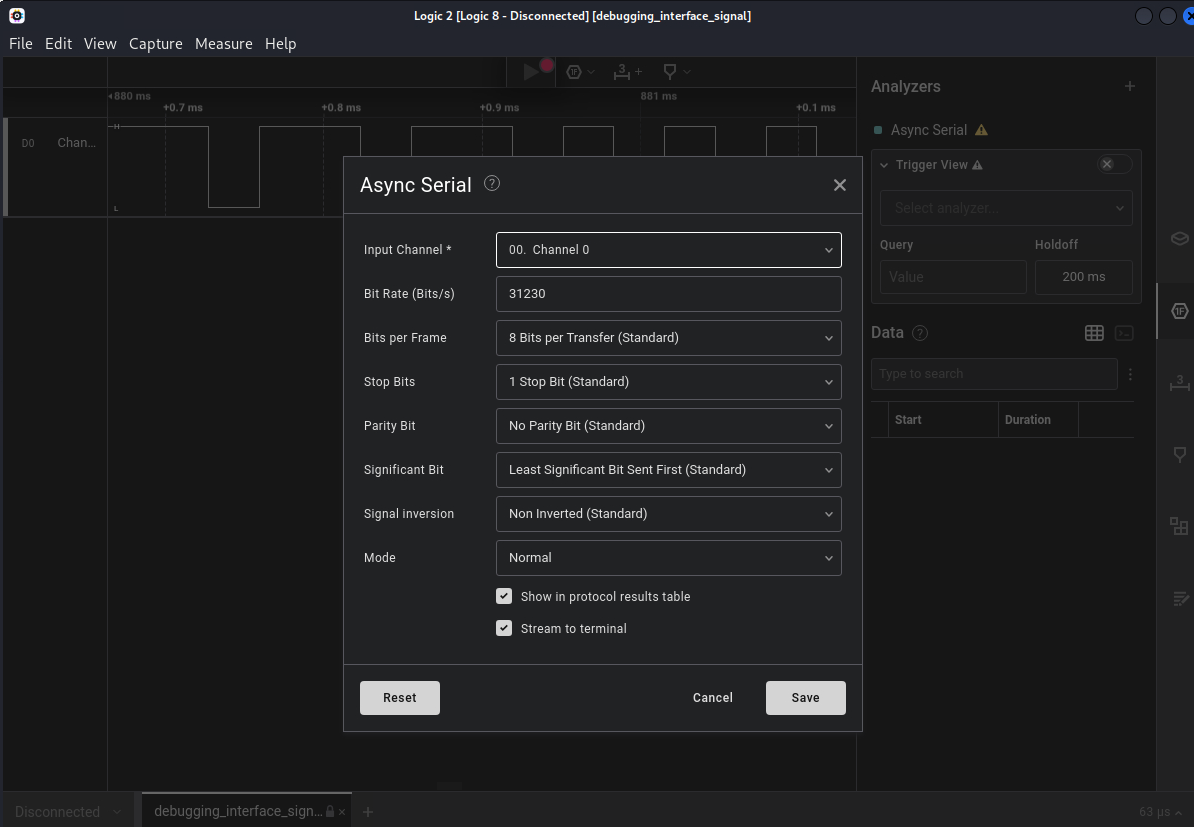 Logic 2 [Logic 8 - Disconnected] [debugging_interface_signal]
File Edit View Capture Measure Help
880 ms
+0.7 ms +0.8 ms +0.9 ms 881 ms +0.1 ms
D0 Chan...
H
L
Analyzers
Async Serial
Trigger View
Select analyzer...
Query Holdoff
Value 200 ms
Data
Type to search
Start Duration
Async Serial
Input Channel * 00. Channel 0
Bit Rate (Bits/s) 31230
Bits per Frame 8 Bits per Transfer (Standard)
Stop Bits 1 Stop Bit (Standard)
Parity Bit No Parity Bit (Standard)
Significant Bit Least Significant Bit Sent First (Standard)
Signal inversion Non Inverted (Standard)
Mode Normal
Show in protocol results table
Stream to terminal
Reset Cancel Save
Disconnected debugging_interface_sign... 63 µs